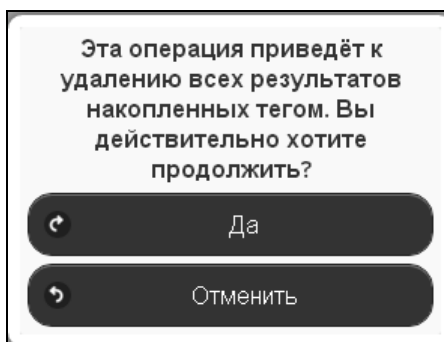 Эта операция приведёт к
удалению всех результатов
накопленных тегом. Вы
действительно хотите
продолжить?
Да
Отменить